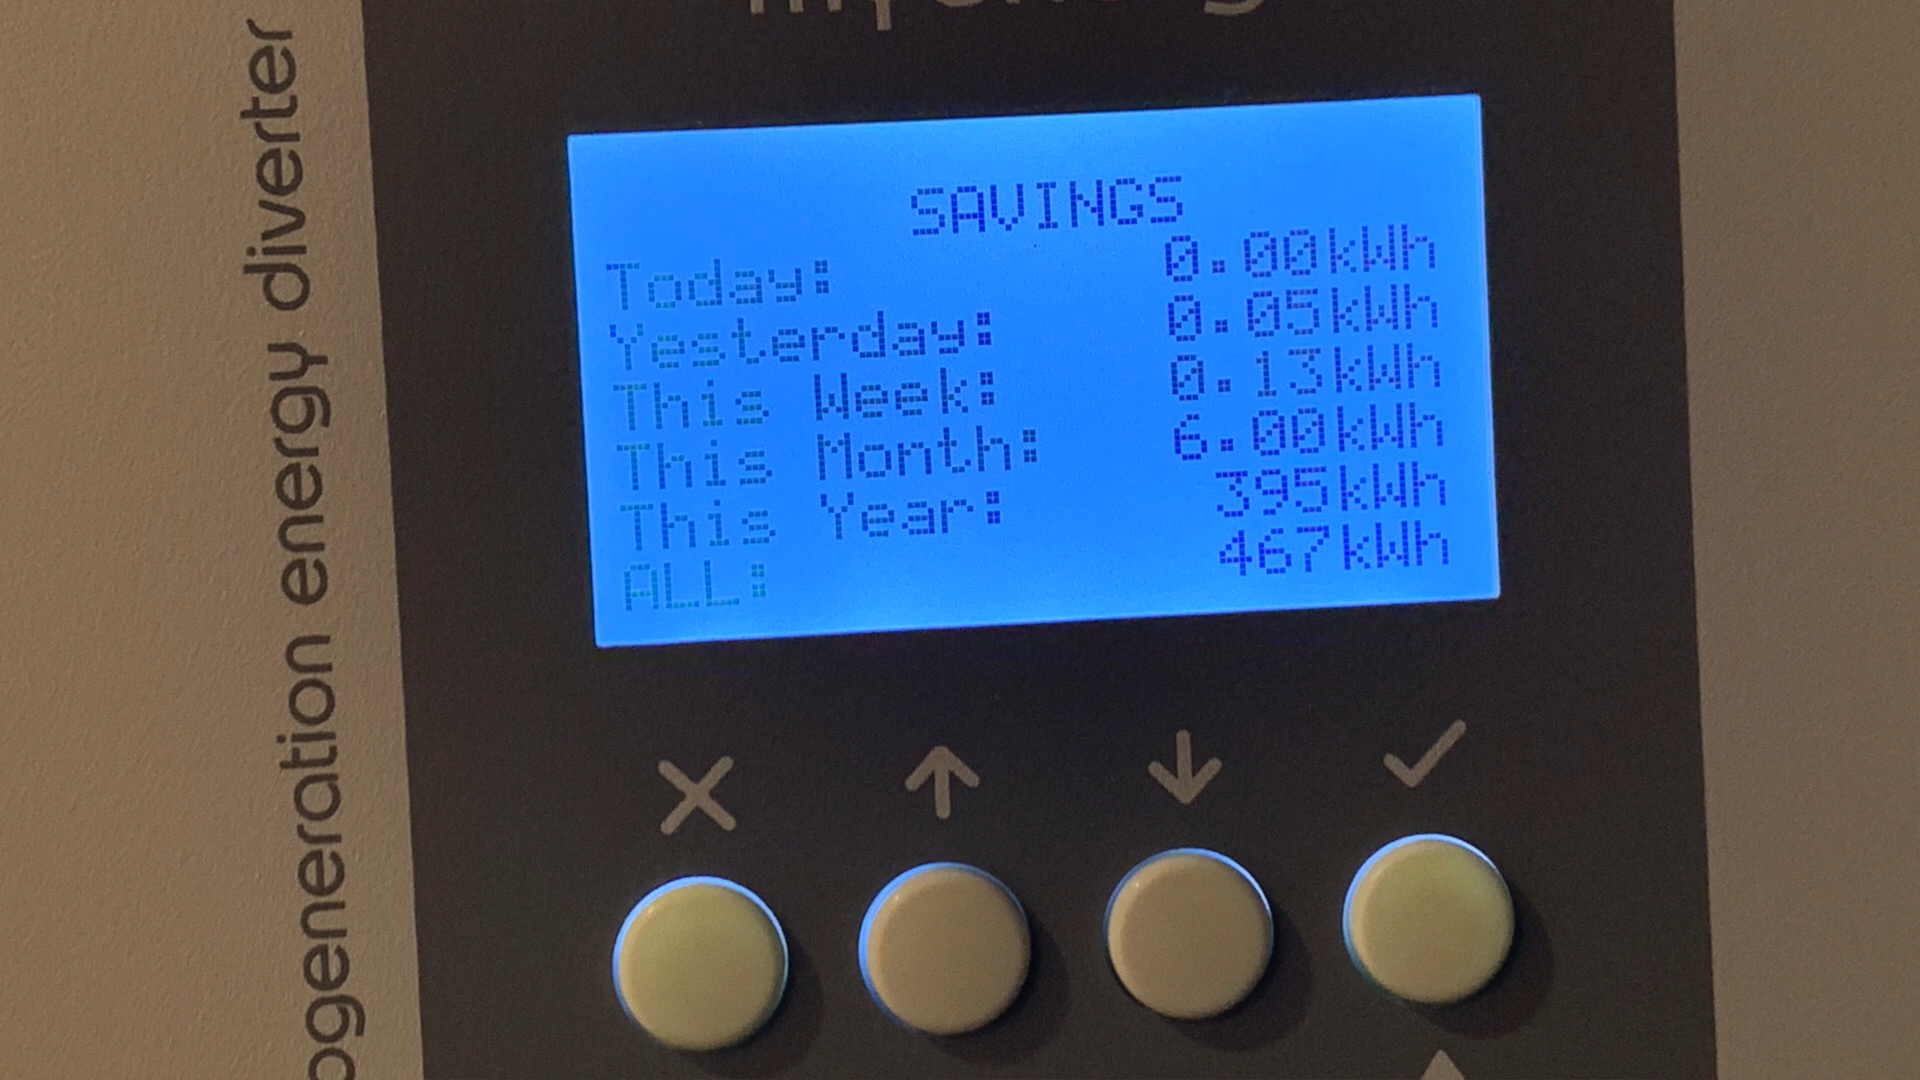 SAVINGS
Today: 0.00kWh
Yesterday: 0.05kWh
This Week: 0.13kWh
This Month: 6.00kWh
This Year: 395kWh
ALL: 467kWh
energy diverter